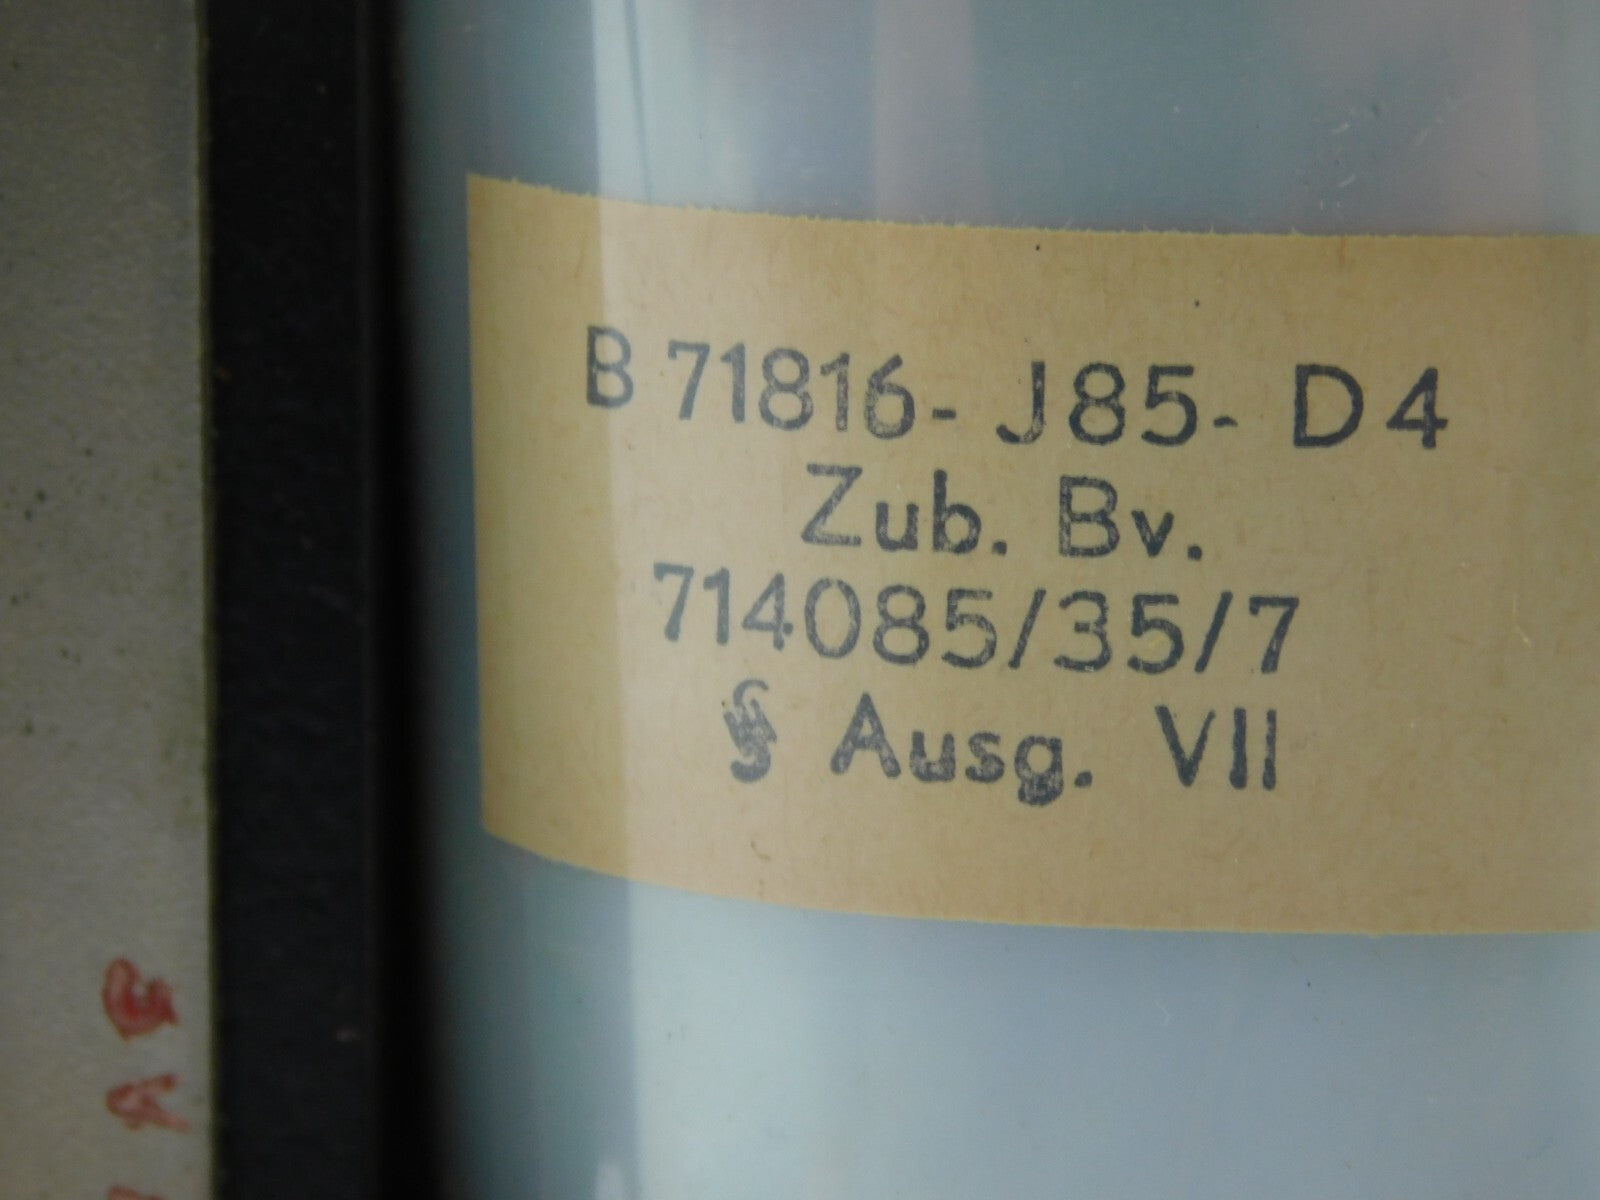 B 71816- J85- D4
Zub. Bv.
714085/35/7
Ausg. VII